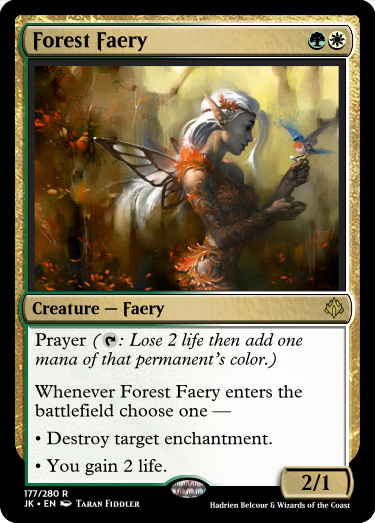 Forest Faery
Creature — Faery
Prayer (: Lose 2 life then add one
mana of that permanent's color.)
Whenever Forest Faery enters the
battlefield choose one —
• Destroy target enchantment.
• You gain 2 life.
2/1
177/280 R
JK • EN Taran Fiddler
Hadrien Belcour & Wizards of the Coast